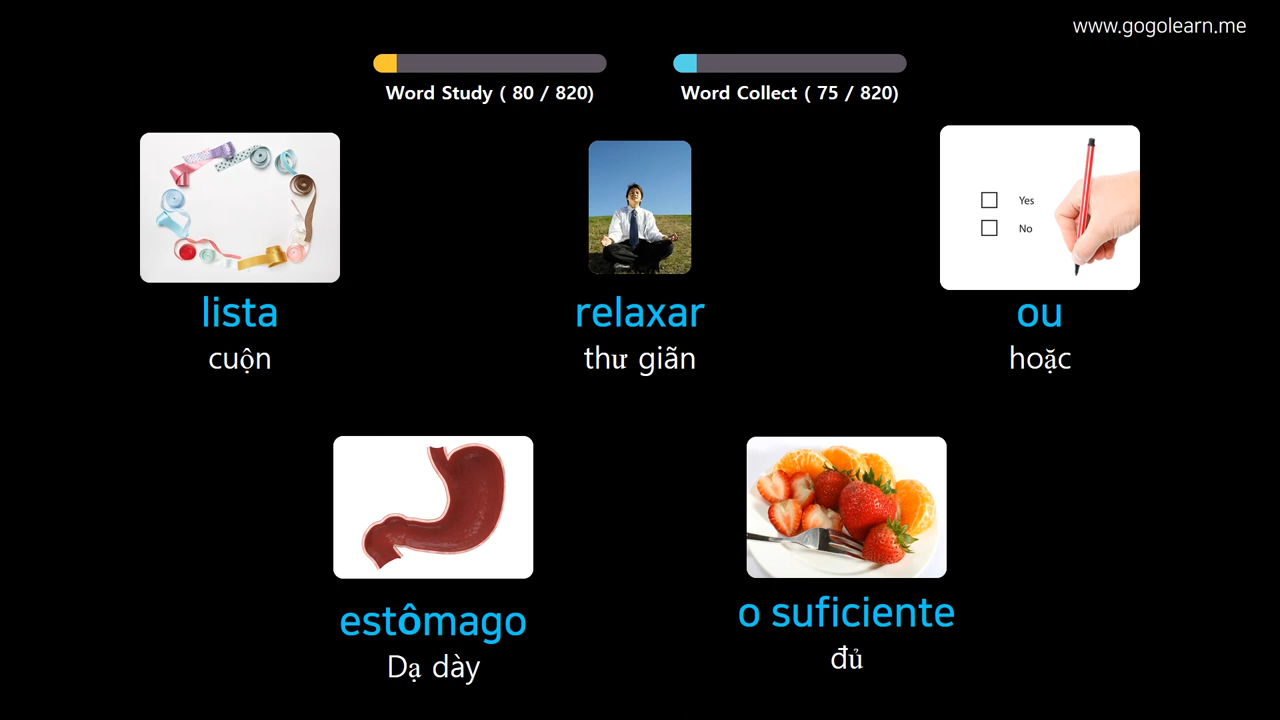 www.gogolearn.me
Word Study ( 80 / 820)
Word Collect ( 75 / 820)
Yes
No
lista
cuộn
relaxar
thư giãn
ou
hoặc
estômago
Dạ dày
o suficiente
đủ